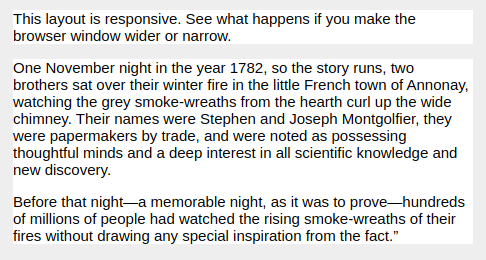 This layout is responsive. See what happens if you make the
browser window wider or narrow.
One November night in the year 1782, so the story runs, two
brothers sat over their winter fire in the little French town of Annonay,
watching the grey smoke-wreaths from the hearth curl up the wide
chimney. Their names were Stephen and Joseph Montgolfier, they
were papermakers by trade, and were noted as possessing
thoughtful minds and a deep interest in all scientific knowledge and
new discovery.
Before that night—a memorable night, as it was to prove—hundreds
of millions of people had watched the rising smoke-wreaths of their
fires without drawing any special inspiration from the fact.”